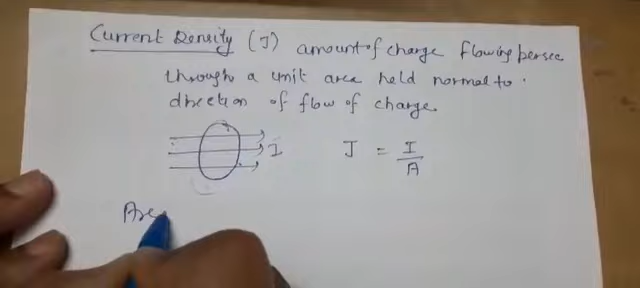 Current Density (J) amount of charge flowing per sec
through a unit area held normal to
direction of flow of charge.
I J = I/A
Are